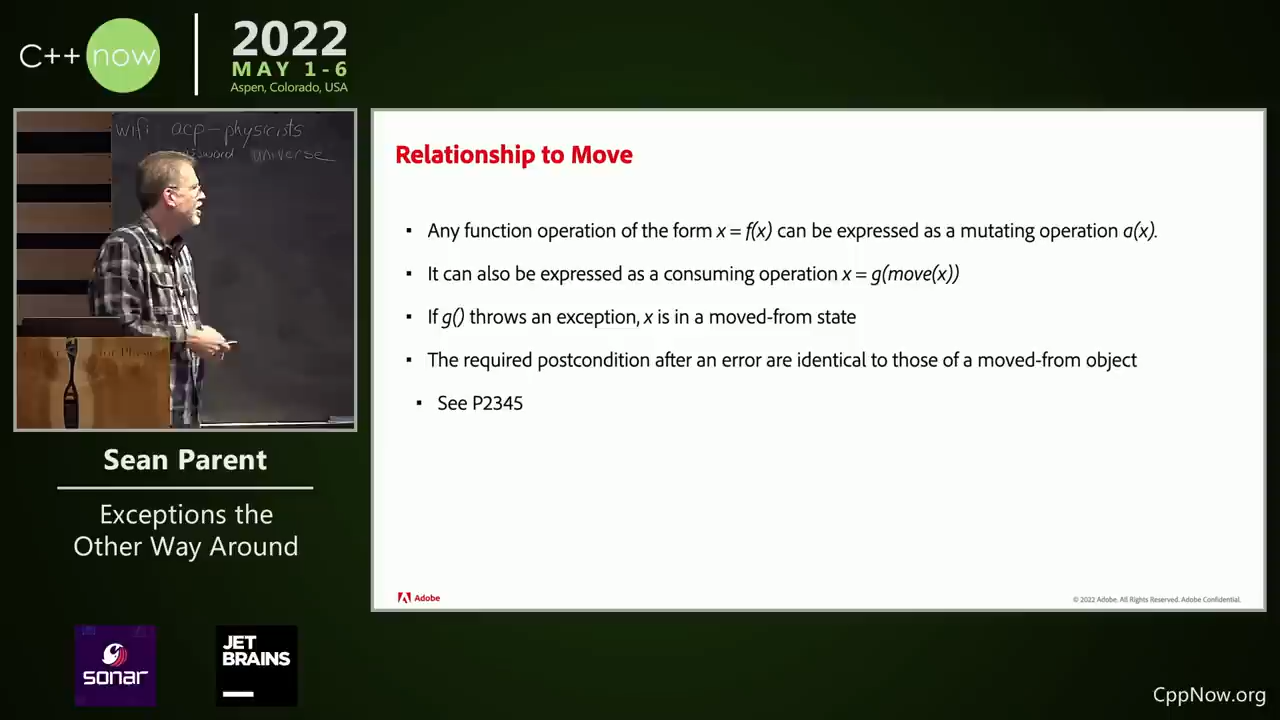 C++ now
2022
MAY 1-6
Aspen, Colorado, USA
wifi acp-physicists
universe
Sean Parent
Exceptions the
Other Way Around
sonar
JET
BRAINS
Relationship to Move
▪ Any function operation of the form x = f(x) can be expressed as a mutating operation a(x).
▪ It can also be expressed as a consuming operation x = g(move(x))
▪ If g() throws an exception, x is in a moved-from state
▪ The required postcondition after an error are identical to those of a moved-from object
▪ See P2345
Adobe
© 2022 Adobe. All Rights Reserved. Adobe Confidential.
CppNow.org